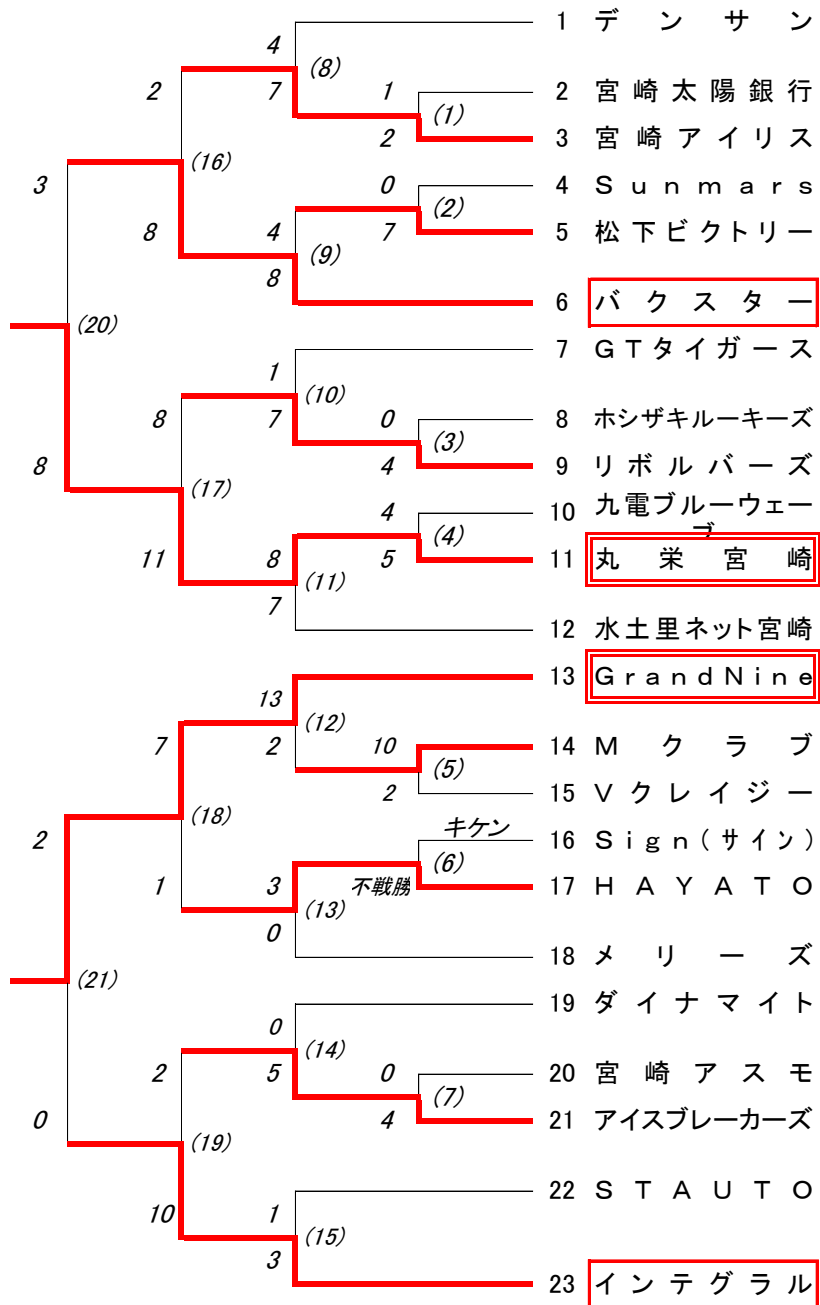 1 デンサン
4
(8)
2
7
1
2 宮崎太陽銀行
(1)
2
3 宮崎アイリス
(16)
3
0
4 Sunmars
(2)
8
4
7
5 松下ビクトリー
(9)
8
6 バクスター
(20)
7 GTタイガース
1
(10)
8
7
0
8 ホシザキルーキーズ
(3)
8
4
9 リボルバーズ
(17)
4
10 九電ブルーウェーブ
(4)
11
8
5
11 丸栄宮崎
(11)
7
12 水土里ネット宮崎
13 GrandNine
13
(12)
7
2
10
14 Mクラブ
(5)
2
15 Vクレイジー
(18)
2
キケン
16 Sign(サイン)
(6)
1
3
不戦勝
17 HAYATO
(13)
0
18 メリーズ
(21)
19 ダイナマイト
0
(14)
2
5
0
20 宮崎アスモ
(7)
0
4
21 アイスブレーカーズ
(19)
22 STAUTO
10
1
(15)
3
23 インテグラル